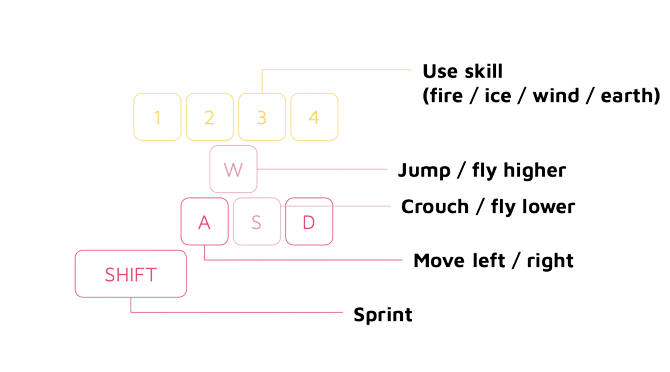 Use skill
(fire / ice / wind / earth)
1 2 3 4
W
Jump / fly higher
A S D
Crouch / fly lower
Move left / right
SHIFT
Sprint